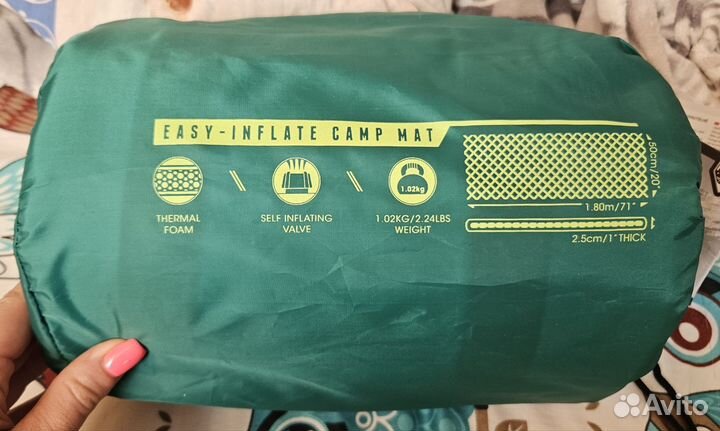 EASY-INFLATE CAMP MAT
THERMAL
FOAM
SELF INFLATING
VALVE
1.02kg
1.02KG/2.24LBS
WEIGHT
50cm/20"
1.80m/71"
2.5cm/1" THICK
Avito